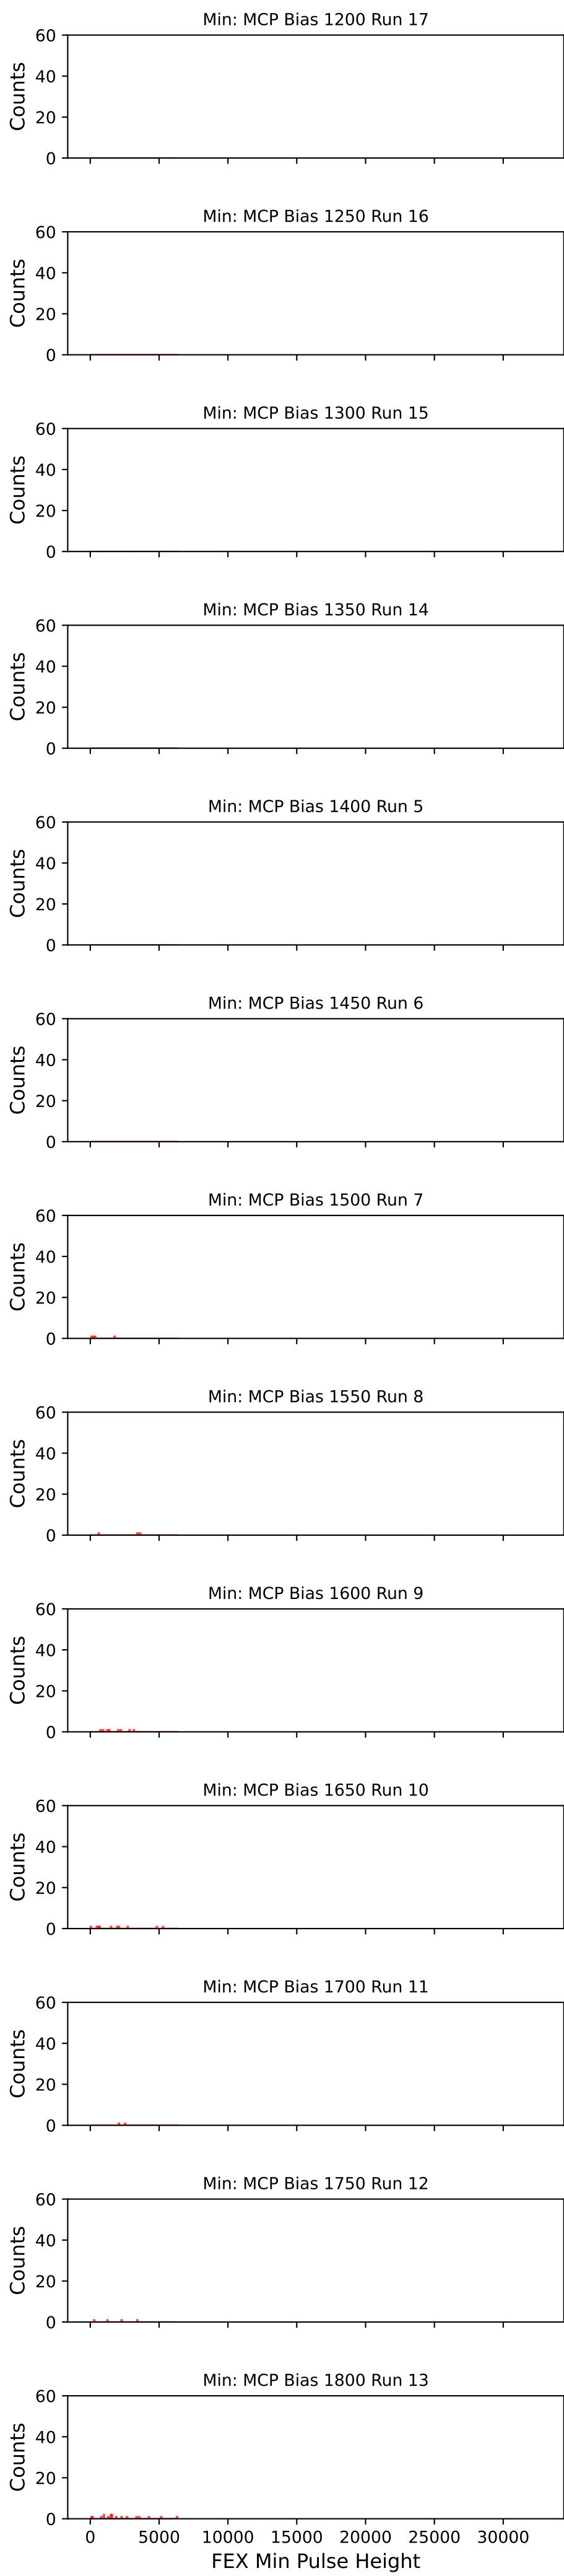 Min: MCP Bias 1200 Run 17
60
40
20
0
Counts
Min: MCP Bias 1250 Run 16
60
40
20
0
Counts
Min: MCP Bias 1300 Run 15
60
40
20
0
Counts
Min: MCP Bias 1350 Run 14
60
40
20
0
Counts
Min: MCP Bias 1400 Run 5
60
40
20
0
Counts
Min: MCP Bias 1450 Run 6
60
40
20
0
Counts
Min: MCP Bias 1500 Run 7
60
40
20
0
Counts
Min: MCP Bias 1550 Run 8
60
40
20
0
Counts
Min: MCP Bias 1600 Run 9
60
40
20
0
Counts
Min: MCP Bias 1650 Run 10
60
40
20
0
Counts
Min: MCP Bias 1700 Run 11
60
40
20
0
Counts
Min: MCP Bias 1750 Run 12
60
40
20
0
Counts
Min: MCP Bias 1800 Run 13
60
40
20
0
Counts
0 5000 10000 15000 20000 25000 30000
FEX Min Pulse Height